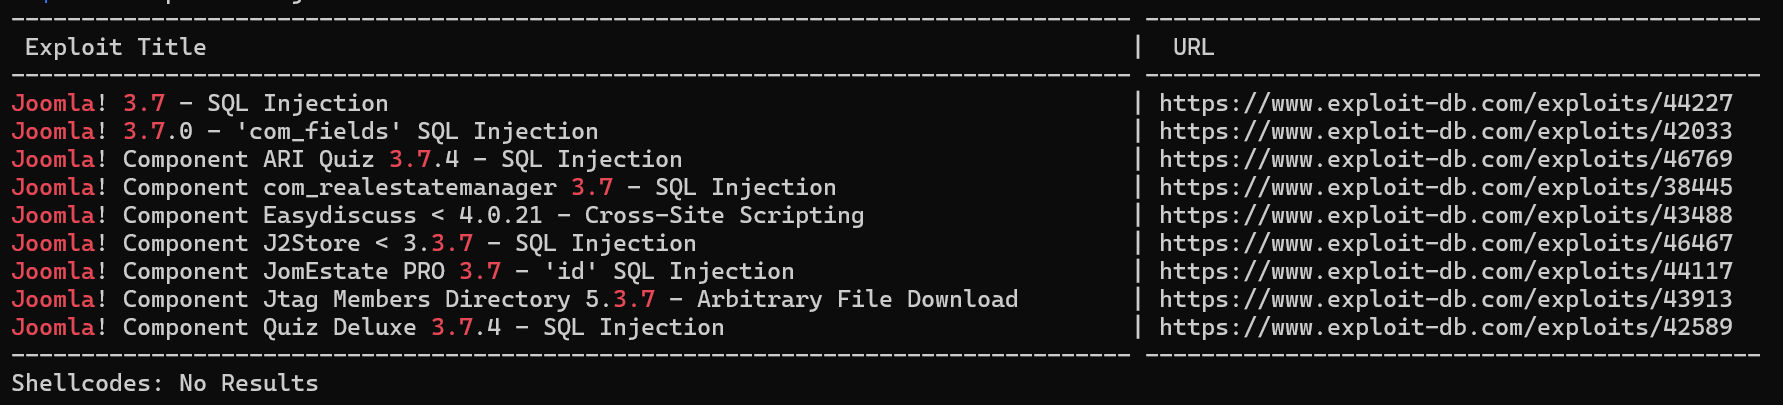 Exploit Title | URL
Joomla! 3.7 - SQL Injection | https://www.exploit-db.com/exploits/44227
Joomla! 3.7.0 - 'com_fields' SQL Injection | https://www.exploit-db.com/exploits/42033
Joomla! Component ARI Quiz 3.7.4 - SQL Injection | https://www.exploit-db.com/exploits/46769
Joomla! Component com_realestatemanager 3.7 - SQL Injection | https://www.exploit-db.com/exploits/38445
Joomla! Component Easydiscuss < 4.0.21 - Cross-Site Scripting | https://www.exploit-db.com/exploits/43488
Joomla! Component J2Store < 3.3.7 - SQL Injection | https://www.exploit-db.com/exploits/46467
Joomla! Component JomEstate PRO 3.7 - 'id' SQL Injection | https://www.exploit-db.com/exploits/44117
Joomla! Component Jtag Members Directory 5.3.7 - Arbitrary File Download | https://www.exploit-db.com/exploits/43913
Joomla! Component Quiz Deluxe 3.7.4 - SQL Injection | https://www.exploit-db.com/exploits/42589
Shellcodes: No Results